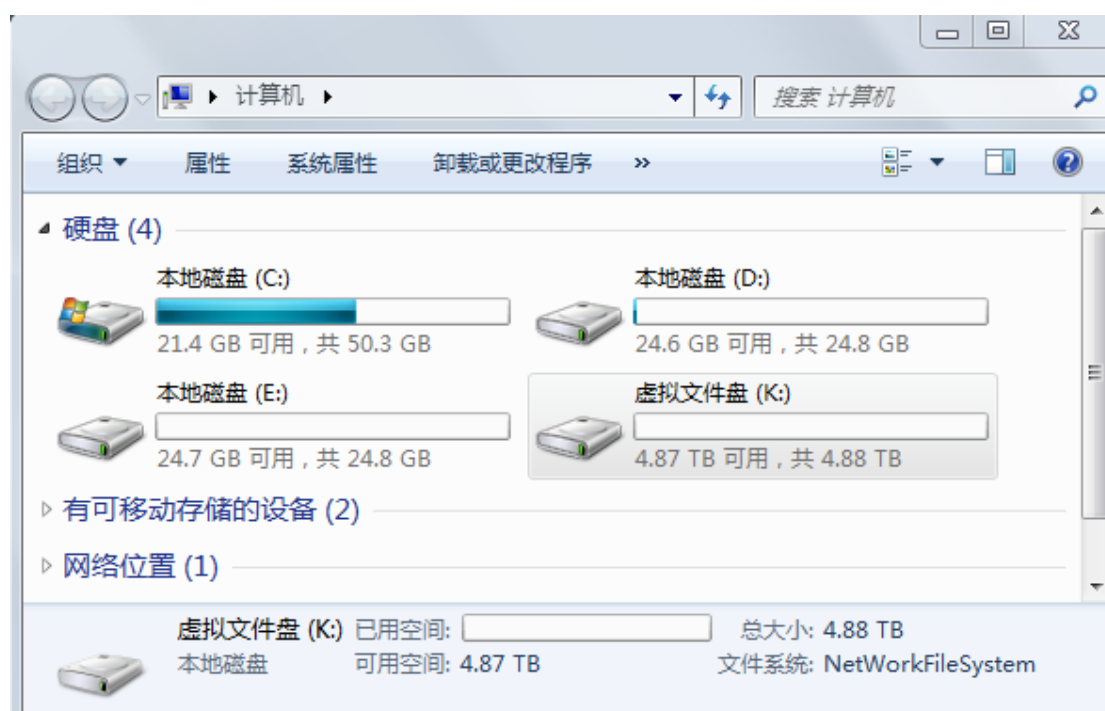 计算机
搜索 计算机
组织 属性 系统属性 卸载或更改程序 »
硬盘 (4)
本地磁盘 (C:)
21.4 GB 可用，共 50.3 GB
本地磁盘 (D:)
24.6 GB 可用，共 24.8 GB
本地磁盘 (E:)
24.7 GB 可用，共 24.8 GB
虚拟文件盘 (K:)
4.87 TB 可用，共 4.88 TB
有可移动存储的设备 (2)
网络位置 (1)
虚拟文件盘 (K:) 已用空间: 总大小: 4.88 TB
本地磁盘 可用空间: 4.87 TB 文件系统: NetWorkFileSystem